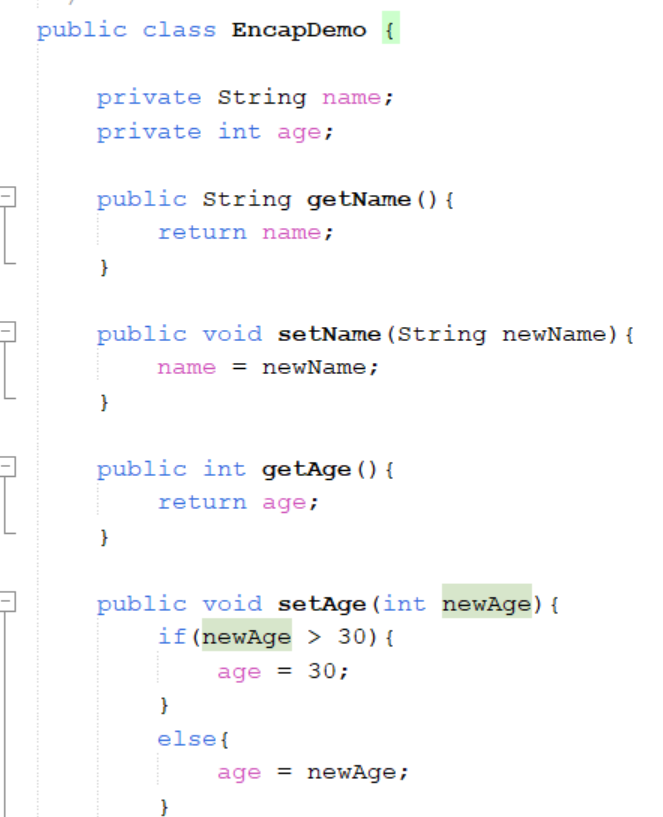 public class EncapDemo {
private String name;
private int age;
public String getName(){
return name;
}
public void setName(String newName){
name = newName;
}
public int getAge(){
return age;
}
public void setAge(int newAge){
if(newAge > 30){
age = 30;
}
else{
age = newAge;
}